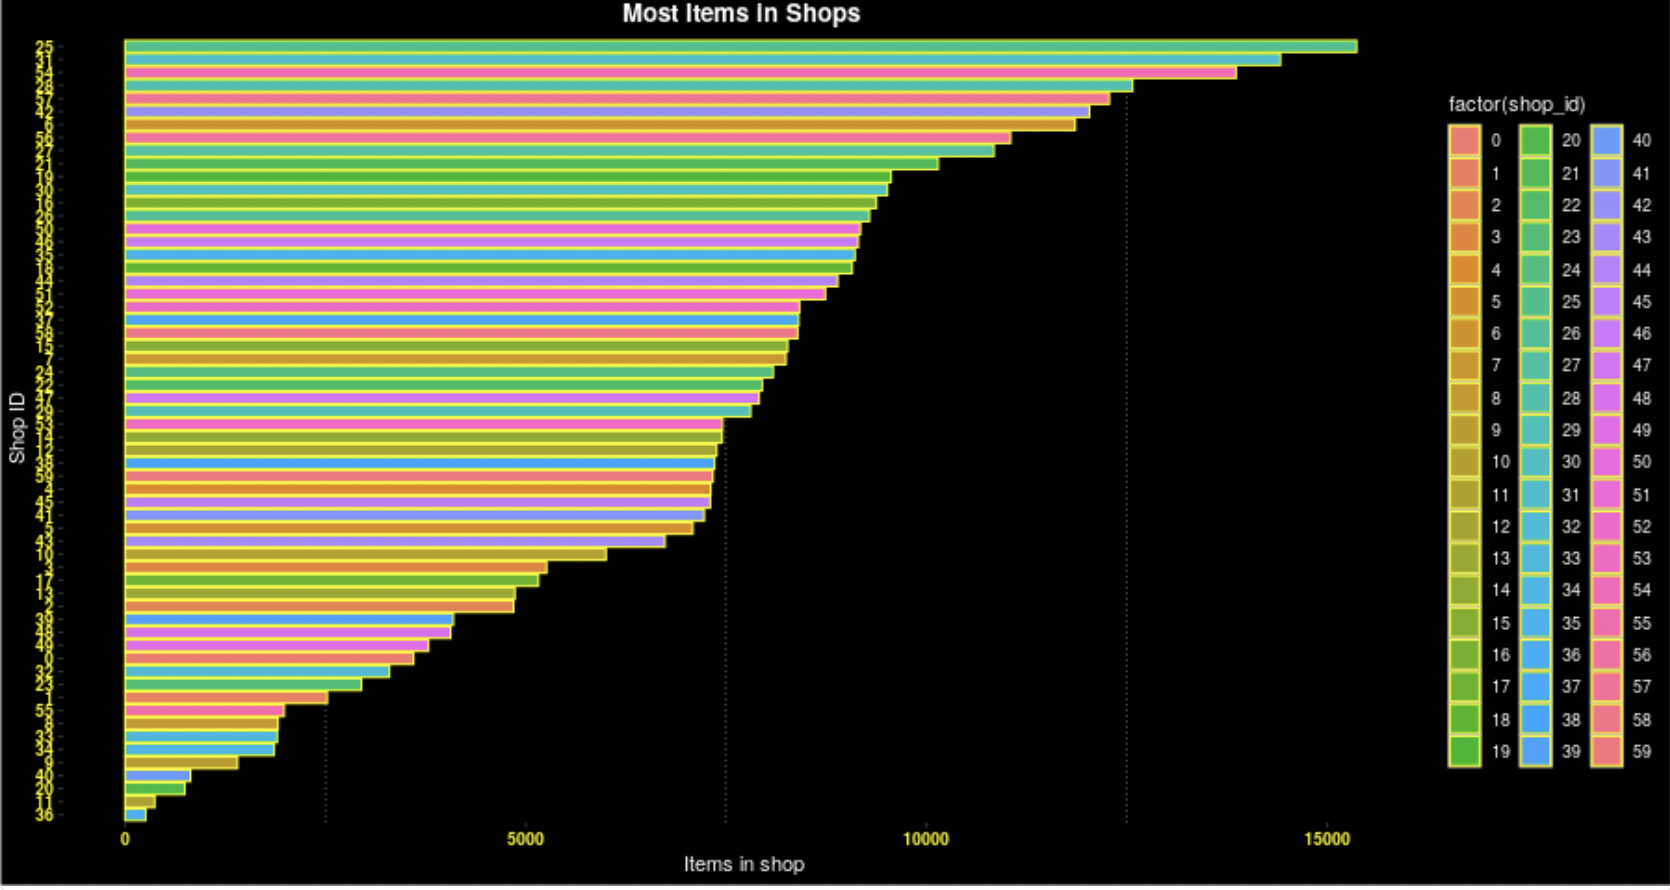 Most Items In Shops
25
31
54
28
57
42
6
56
27
21
19
30
16
26
50
46
35
18
44
51
52
37
58
15
7
24
22
47
29
53
14
12
38
59
4
45
41
5
43
10
3
17
13
2
39
48
49
0
32
23
1
55
8
33
34
9
40
20
11
36
Shop ID
0 5000 10000 15000
Items in shop
factor(shop_id)
0 20 40
1 21 41
2 22 42
3 23 43
4 24 44
5 25 45
6 26 46
7 27 47
8 28 48
9 29 49
10 30 50
11 31 51
12 32 52
13 33 53
14 34 54
15 35 55
16 36 56
17 37 57
18 38 58
19 39 59